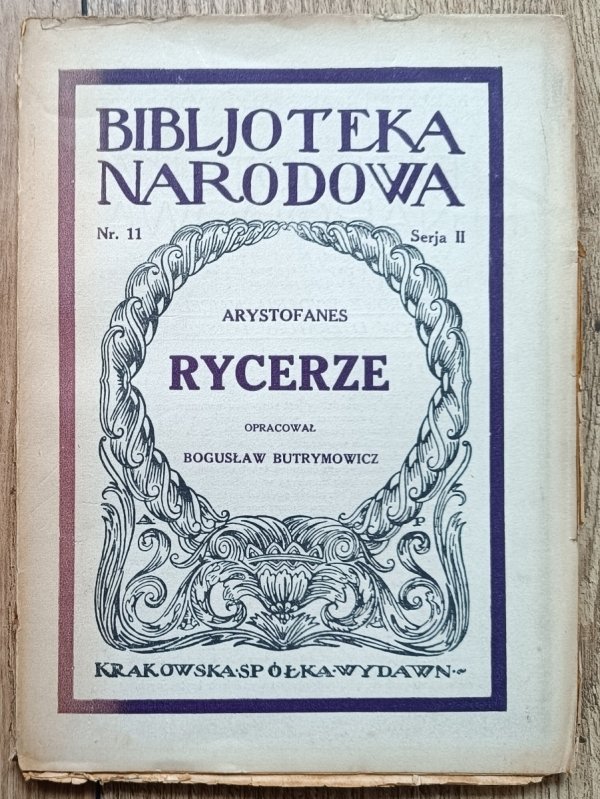 BIBLJOTEKA
NARODOWA
Nr. 11 Serja II
ARYSTOFANES
RYCERZE
OPRACOWAŁ
BOGUSŁAW BUTRYMOWICZ
A P
KRAKOWSKA·SPÓŁKA·WYDAWN·